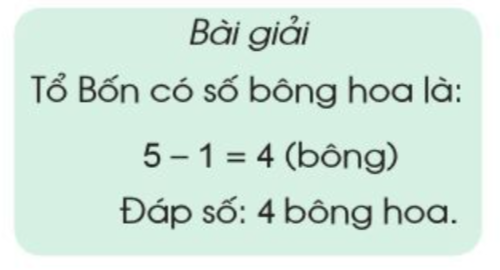 Bài giải
Tổ Bốn có số bông hoa là:
5 – 1 = 4 (bông)
Đáp số: 4 bông hoa.